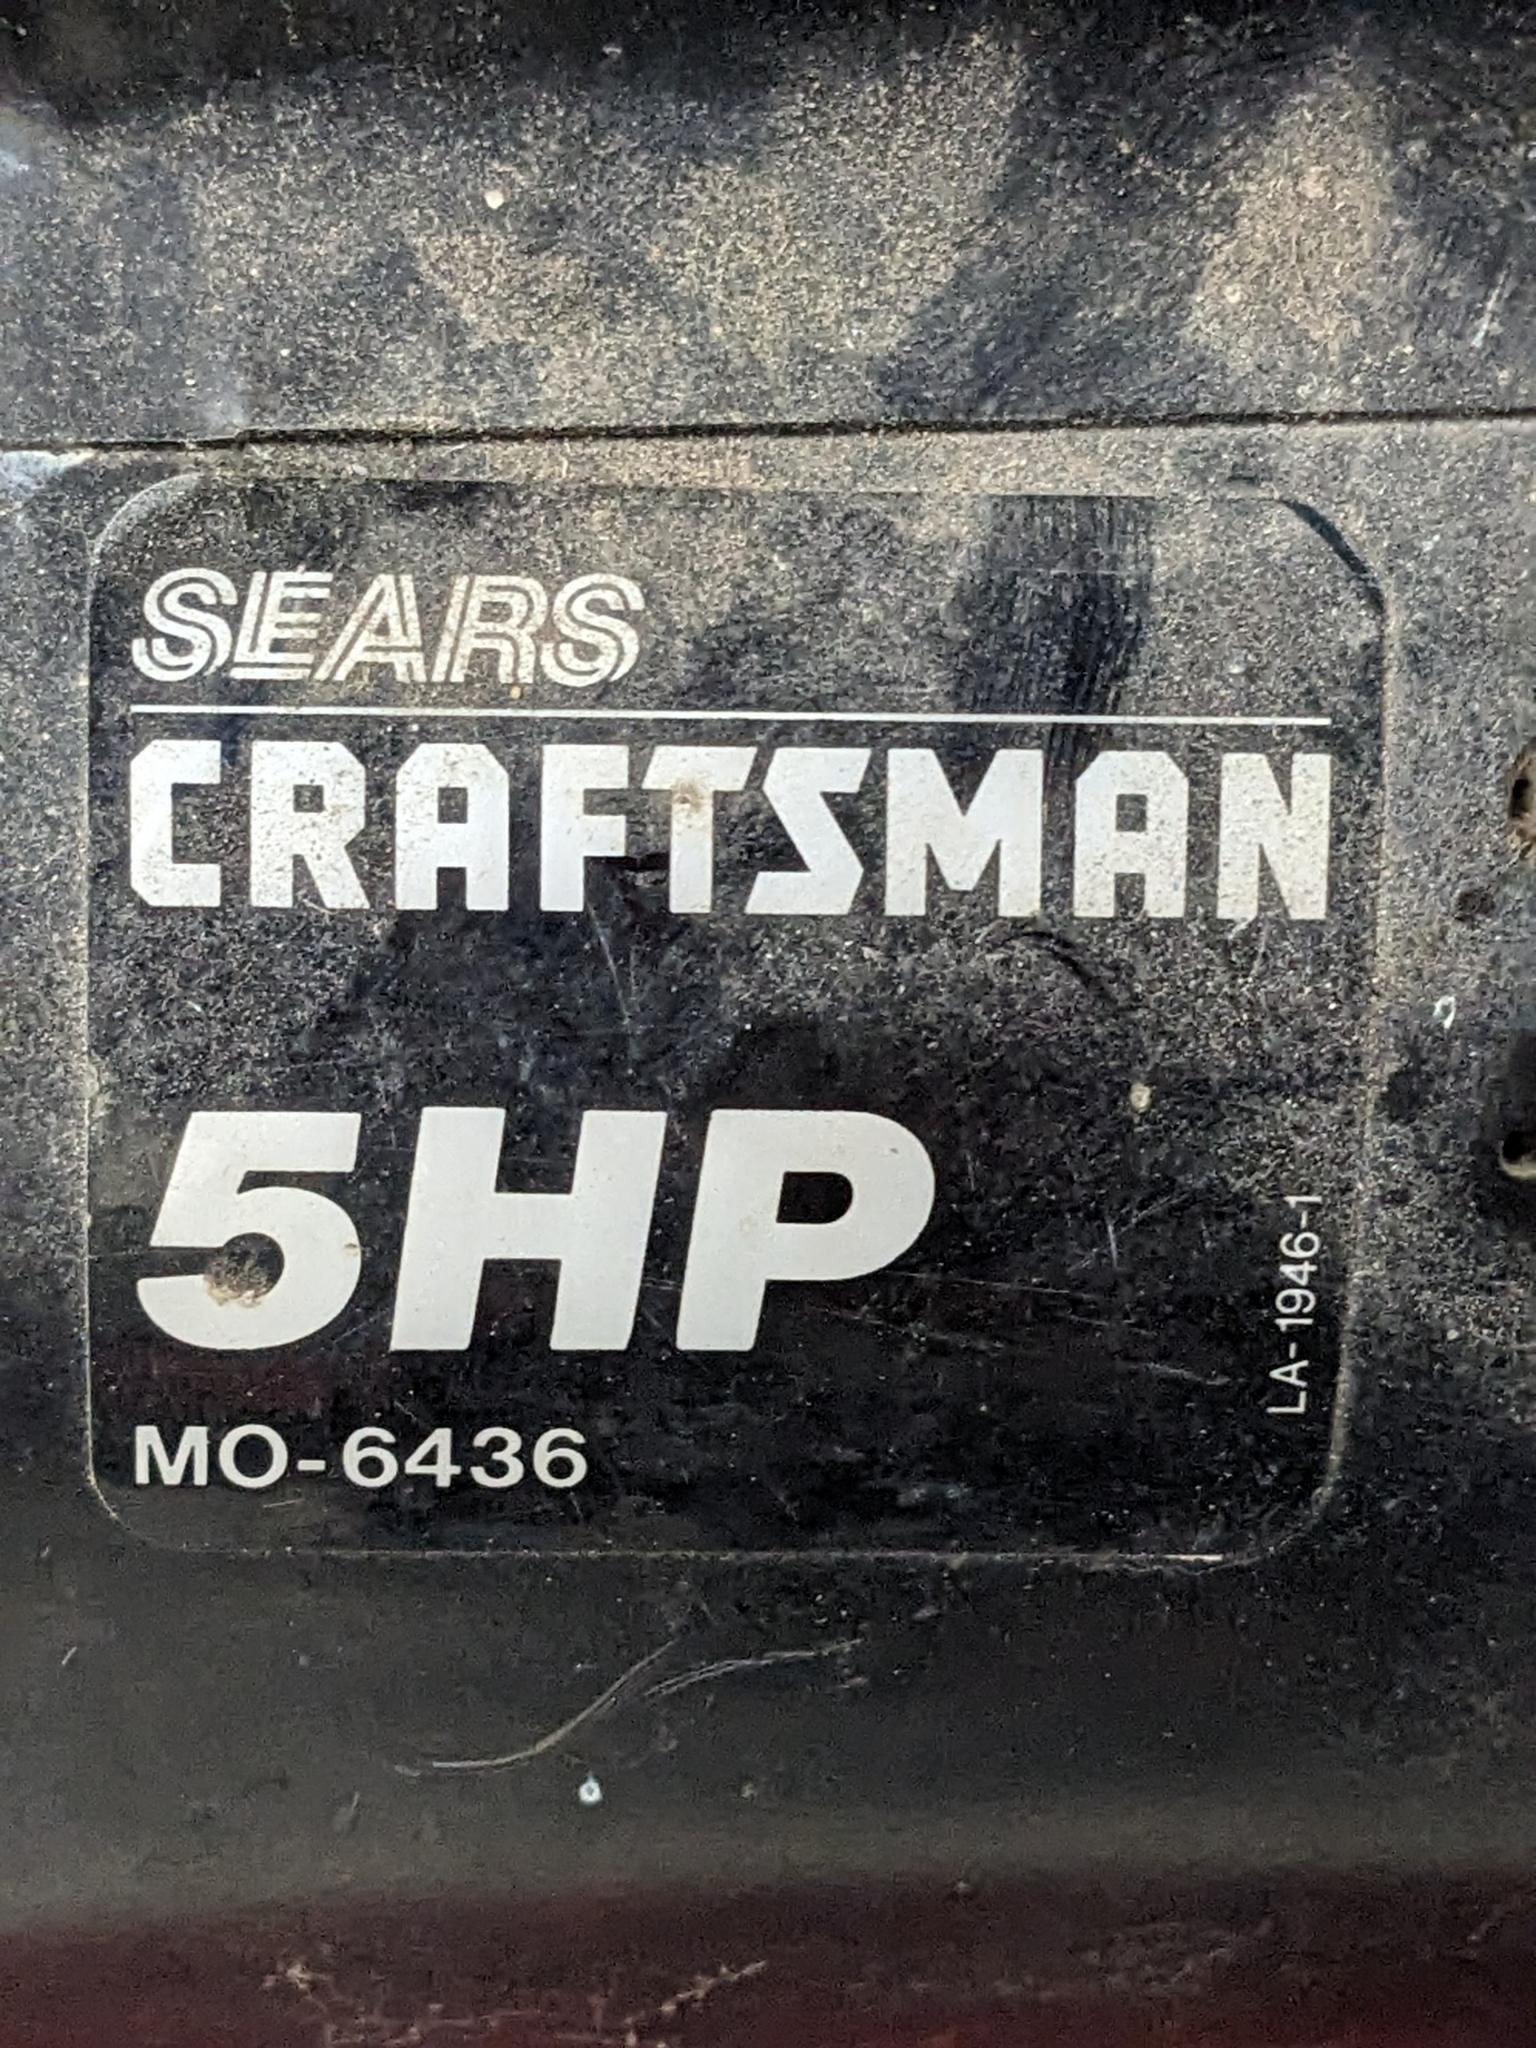 SEARS
CRAFTSMAN
5HP
MO-6436
LA-1946-1